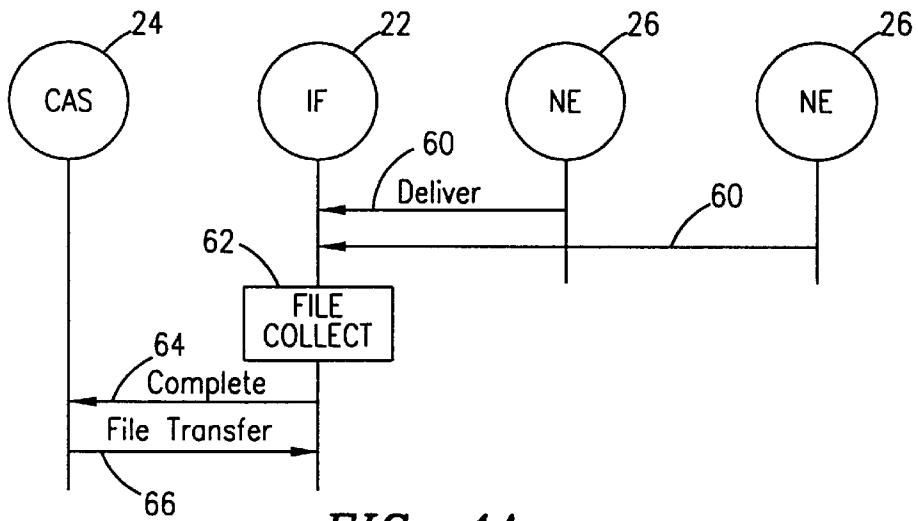 24
22
26
26
CAS
IF
NE
NE
60
Deliver
60
62
FILE
COLLECT
64
Complete
File Transfer
66